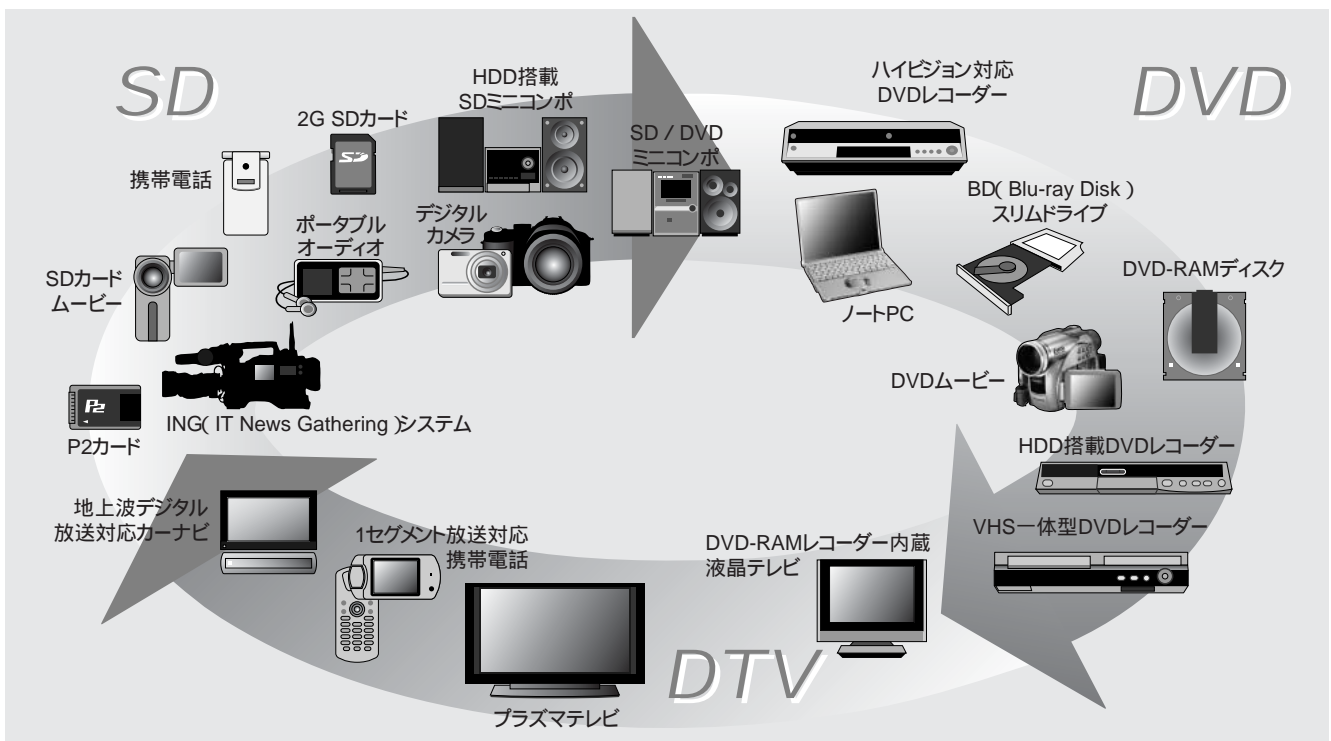 SD
HDD搭載
SDミニコンポ
2G SDカード
SD
携帯電話
SD / DVD
ミニコンポ
ハイビジョン対応
DVDレコーダー
DVD
ポータブル
オーディオ
デジタル
カメラ
SDカード
ムービー
BD( Blu-ray Disk )
スリムドライブ
ノートPC
DVD-RAMディスク
DVDムービー
P2
P2カード
ING( IT News Gathering )システム
HDD搭載DVDレコーダー
地上波デジタル
放送対応カーナビ
1セグメント放送対応
携帯電話
DVD-RAMレコーダー内蔵
液晶テレビ
VHS一体型DVDレコーダー
DTV
プラズマテレビ